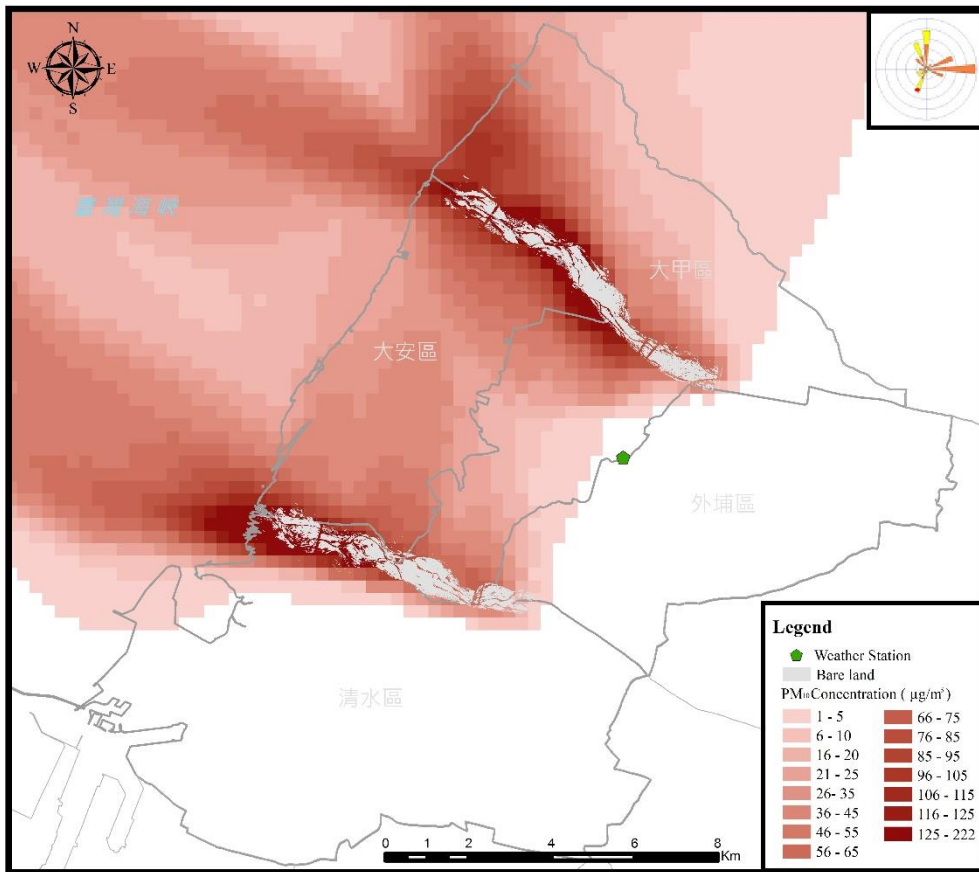 N
W E
S
臺灣海峽
大甲區
大安區
外埔區
清水區
Legend
Weather Station
Bare land
PM₁₀Concentration ( μg/m³)
1 - 5
6 - 10
16 - 20
21 - 25
26- 35
36 - 45
46 - 55
56 - 65
66 - 75
76 - 85
85 - 95
96 - 105
106 - 115
116 - 125
125 - 222
0 1 2 4 6 8
Km